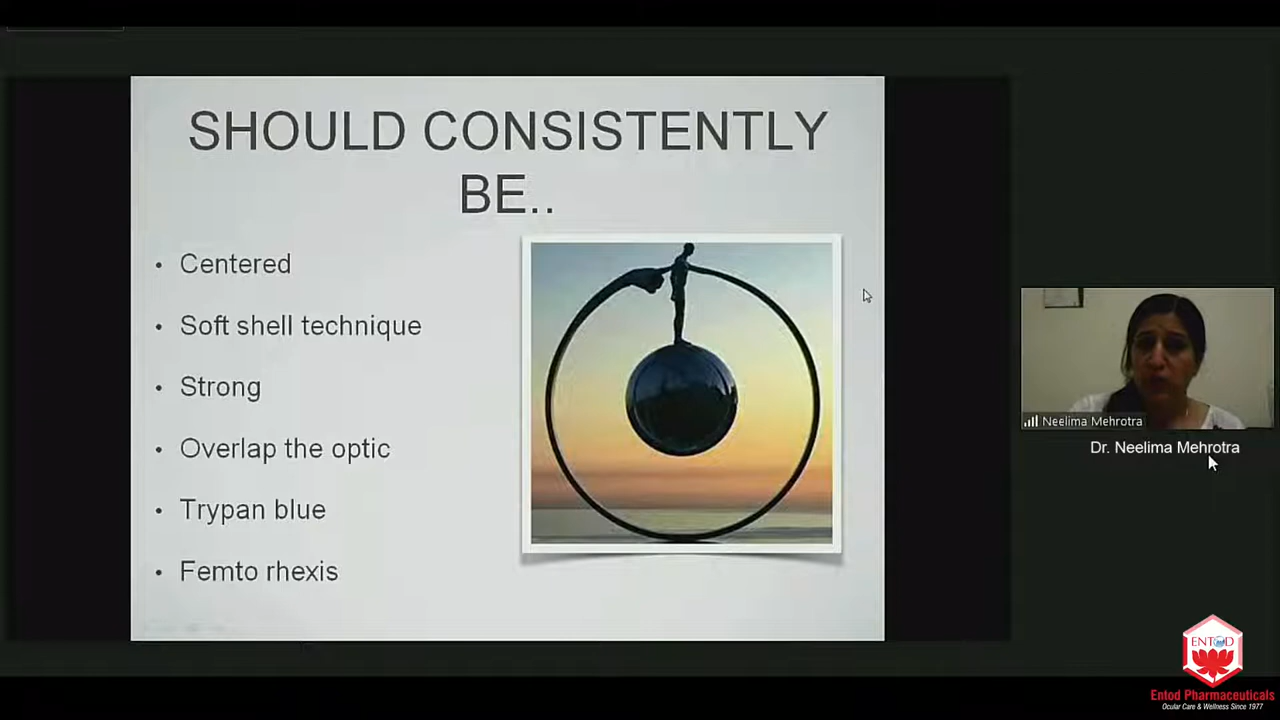 SHOULD CONSISTENTLY
BE..
• Centered
• Soft shell technique
• Strong
• Overlap the optic
• Trypan blue
• Femto rhexis
Neelima Mehrotra
Dr. Neelima Mehrotra
ENTOD
Entod Pharmaceuticals
Ocular Care & Wellness Since 1977